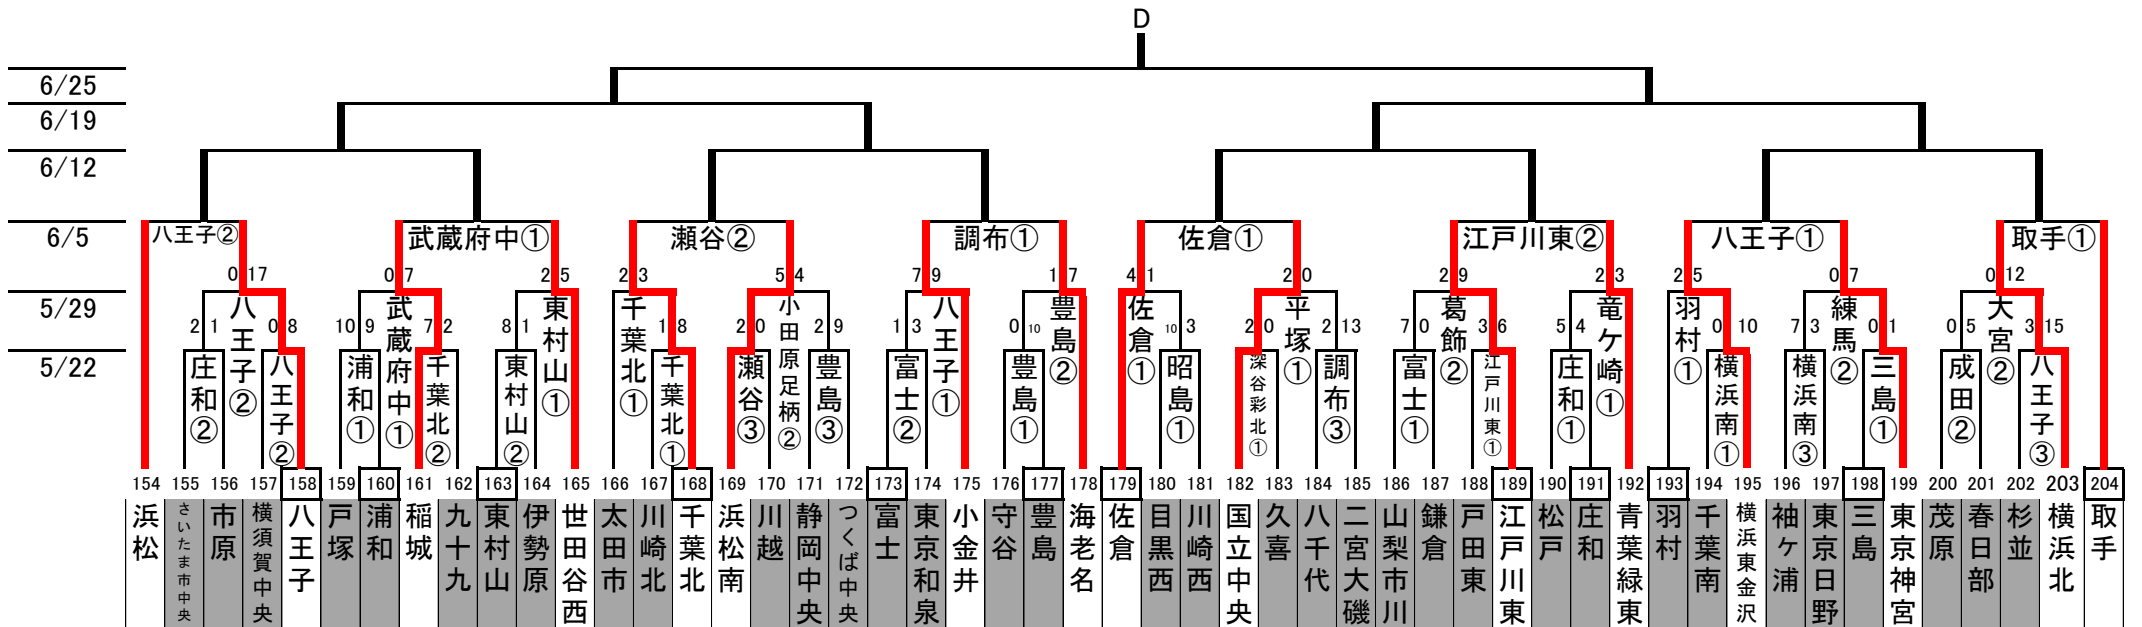 D
6/25
6/19
6/12
6/5
八王子② 武蔵府中① 瀬谷② 調布① 佐倉① 江戸川東② 八王子① 取手①
0 17 0 7 2 5 2 3 5 4 7 9 1 7 4 1 2 0 2 9 2 3 2 5 0 7 0 12
5/29
八王子② 武蔵府中① 東村山① 千葉北① 小田原足柄② 八王子① 豊島② 佐倉① 平塚① 葛飾② 竜ケ崎① 羽村① 練馬② 大宮②
2 1 0 8 10 9 7 2 8 1 1 8 2 0 2 9 1 3 0 10 10 3 2 0 2 13 7 0 3 6 5 4 0 10 7 3 0 1 0 5 3 15
5/22
庄和② 八王子② 浦和① 千葉北② 東村山② 千葉北① 瀬谷③ 豊島③ 富士② 豊島① 昭島① 深谷彩北① 調布③ 富士① 江戸川東① 庄和① 横浜南① 横浜南③ 三島① 成田② 八王子③
154 155 156 157 158 159 160 161 162 163 164 165 166 167 168 169 170 171 172 173 174 175 176 177 178 179 180 181 182 183 184 185 186 187 188 189 190 191 192 193 194 195 196 197 198 199 200 201 202 203 204
浜松
さいたま市中央
市原
横須賀中央
八王子
戸塚
浦和
稲城
九十九
東村山
伊勢原
世田谷西
太田市
川崎北
千葉北
浜松南
川越
静岡中央
つくば中央
富士
東京和泉
小金井
守谷
豊島
海老名
佐倉
目黒西
川崎西
国立中央
久喜
八千代
二宮大磯
山梨市川
鎌倉
戸田東
江戸川東
松戸
庄和
青葉緑東
羽村
千葉南
横浜東金沢
袖ケ浦
東京日野
三島
東京神宮
茂原
春日部
杉並
横浜北
取手